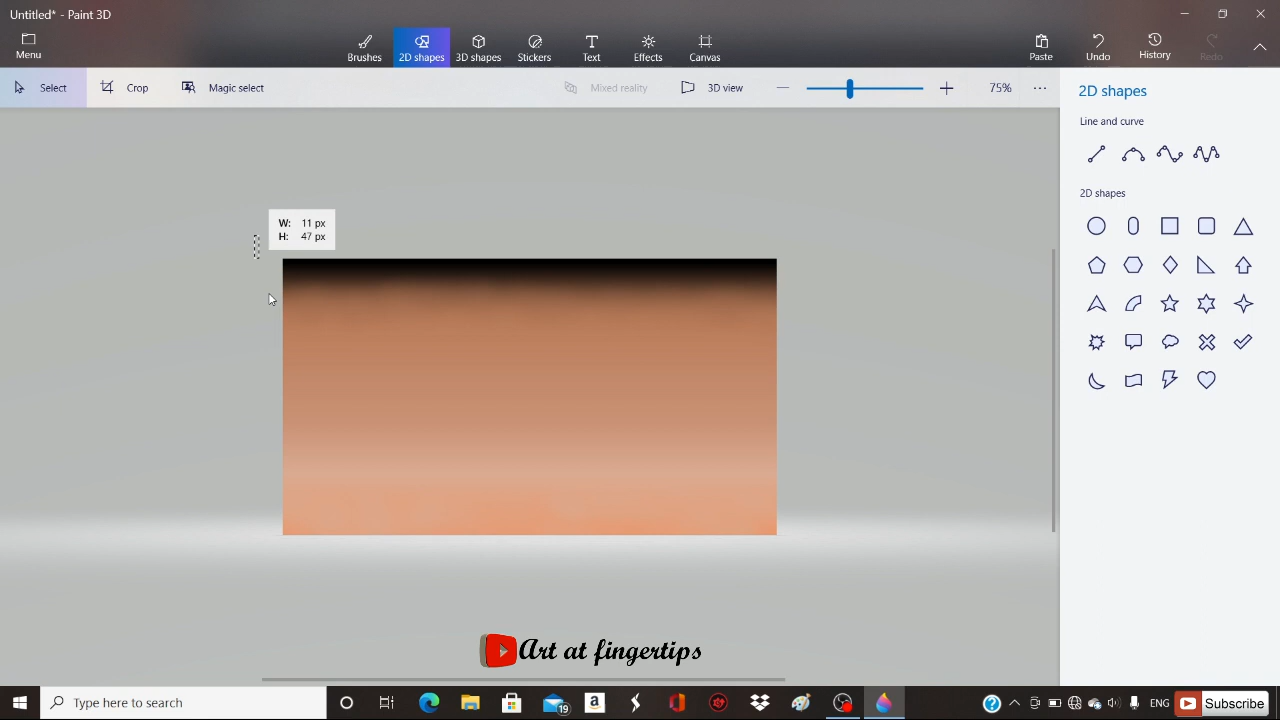 Untitled* - Paint 3D
Menu
Brushes
2D shapes
3D shapes
Stickers
Text
Effects
Canvas
Paste
Undo
History
Redo
Select
Crop
Magic select
Mixed reality
3D view
75%
2D shapes
Line and curve
2D shapes
W: 11 px
H: 47 px
Art at fingertips
Type here to search
19
a
ENG
Subscribe